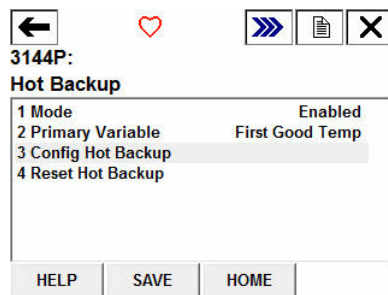 3144P:
Hot Backup
1 Mode Enabled
2 Primary Variable First Good Temp
3 Config Hot Backup
4 Reset Hot Backup
HELP SAVE HOME